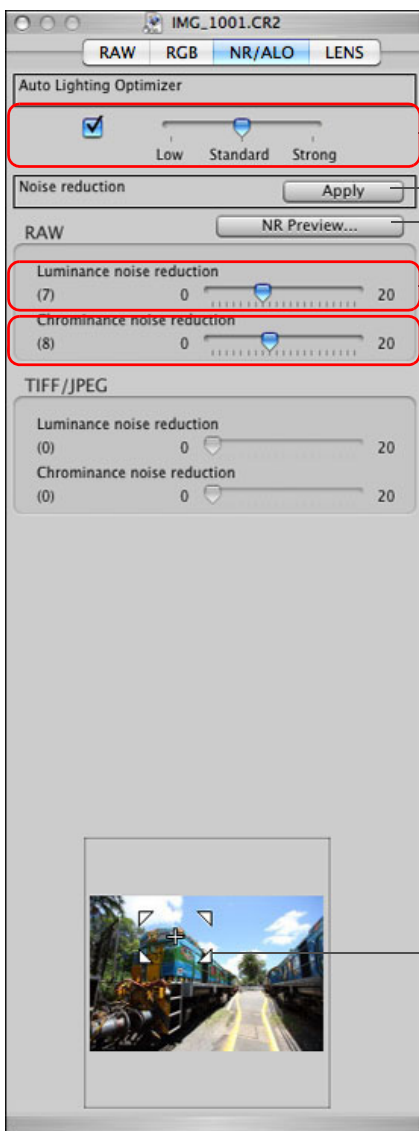 IMG_1001.CR2
RAW RGB NR/ALO LENS
Auto Lighting Optimizer
Low Standard Strong
Noise reduction Apply
RAW NR Preview...
Luminance noise reduction
(7) 0 20
Chrominance noise reduction
(8) 0 20
TIFF/JPEG
Luminance noise reduction
(0) 0 20
Chrominance noise reduction
(0) 0 20